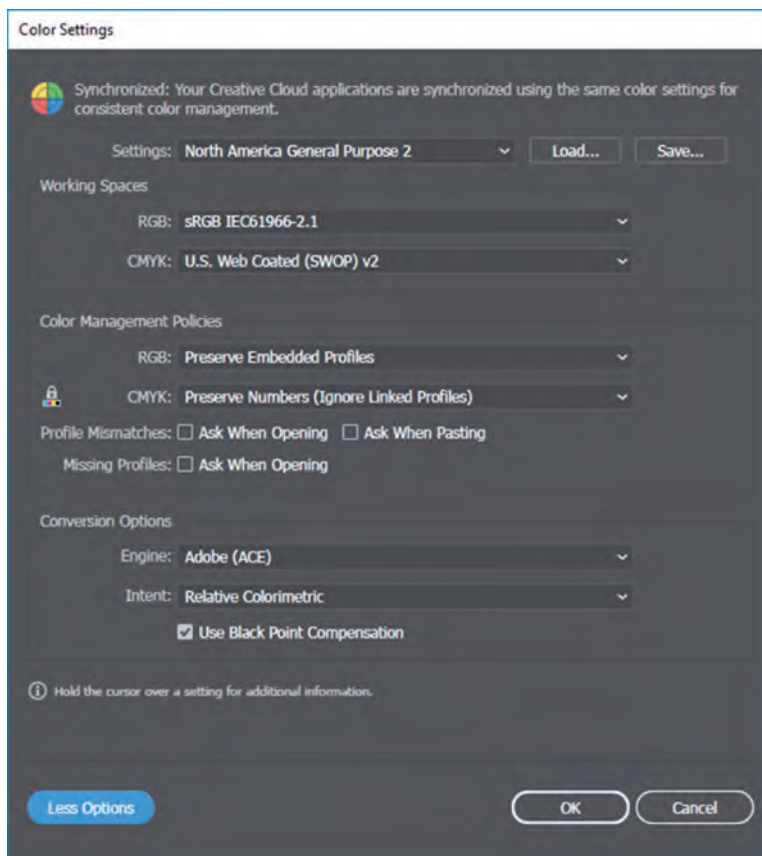 Color Settings
Synchronized: Your Creative Cloud applications are synchronized using the same color settings for
consistent color management.
Settings: North America General Purpose 2 Load... Save...
Working Spaces
RGB: sRGB IEC61966-2.1
CMYK: U.S. Web Coated (SWOP) v2
Color Management Policies
RGB: Preserve Embedded Profiles
CMYK: Preserve Numbers (Ignore Linked Profiles)
Profile Mismatches: Ask When Opening Ask When Pasting
Missing Profiles: Ask When Opening
Conversion Options
Engine: Adobe (ACE)
Intent: Relative Colorimetric
Use Black Point Compensation
Hold the cursor over a setting for additional information.
Less Options OK Cancel